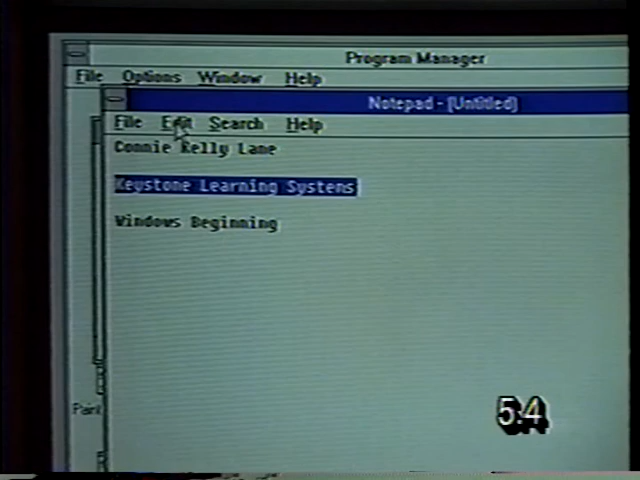 Program Manager
File Options Window Help
Notepad - [Untitled]
File Edit Search Help
Connie Kelly Lane
Keystone Learning Systems
Windows Beginning
Paint
5.4